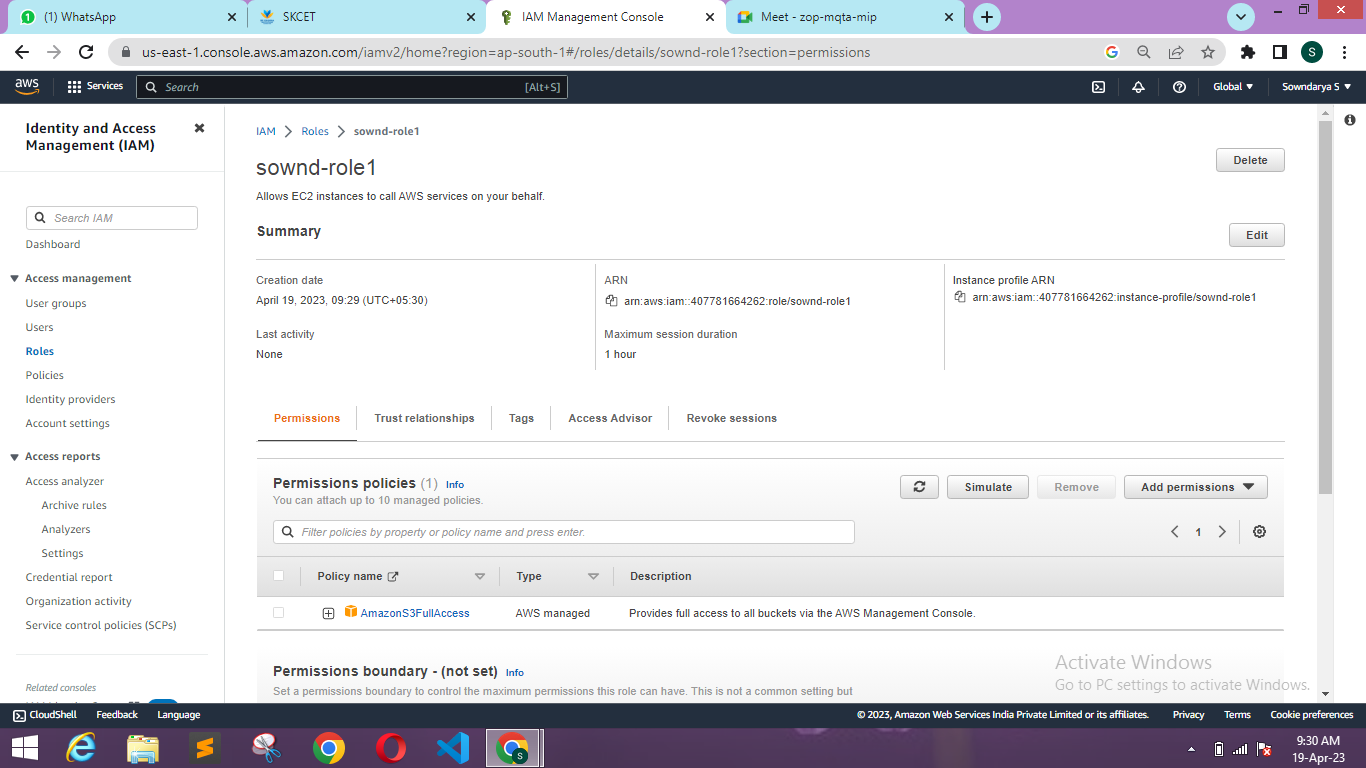 (1) WhatsApp
SKCET
IAM Management Console
Meet - zop-mqta-mip
us-east-1.console.aws.amazon.com/iamv2/home?region=ap-south-1#/roles/details/sownd-role1?section=permissions
S
aws
Services
Search
[Alt+S]
Global
Sowndarya S
Identity and Access
Management (IAM)
Search IAM
Dashboard
Access management
User groups
Users
Roles
Policies
Identity providers
Account settings
Access reports
Access analyzer
Archive rules
Analyzers
Settings
Credential report
Organization activity
Service control policies (SCPs)
Related consoles
IAM > Roles > sownd-role1
sownd-role1
Delete
Allows EC2 instances to call AWS services on your behalf.
Summary
Edit
Creation date
April 19, 2023, 09:29 (UTC+05:30)
Last activity
None
ARN
arn:aws:iam::407781664262:role/sownd-role1
Maximum session duration
1 hour
Instance profile ARN
arn:aws:iam::407781664262:instance-profile/sownd-role1
Permissions
Trust relationships
Tags
Access Advisor
Revoke sessions
Permissions policies (1) Info
You can attach up to 10 managed policies.
Simulate
Remove
Add permissions
Filter policies by property or policy name and press enter.
1
Policy name
Type
Description
AmazonS3FullAccess
AWS managed
Provides full access to all buckets via the AWS Management Console.
Permissions boundary - (not set) Info
Set a permissions boundary to control the maximum permissions this role can have. This is not a common setting but
Activate Windows
Go to PC settings to activate Windows.
CloudShell
Feedback
Language
© 2023, Amazon Web Services India Private Limited or its affiliates.
Privacy
Terms
Cookie preferences
9:30 AM
19-Apr-23